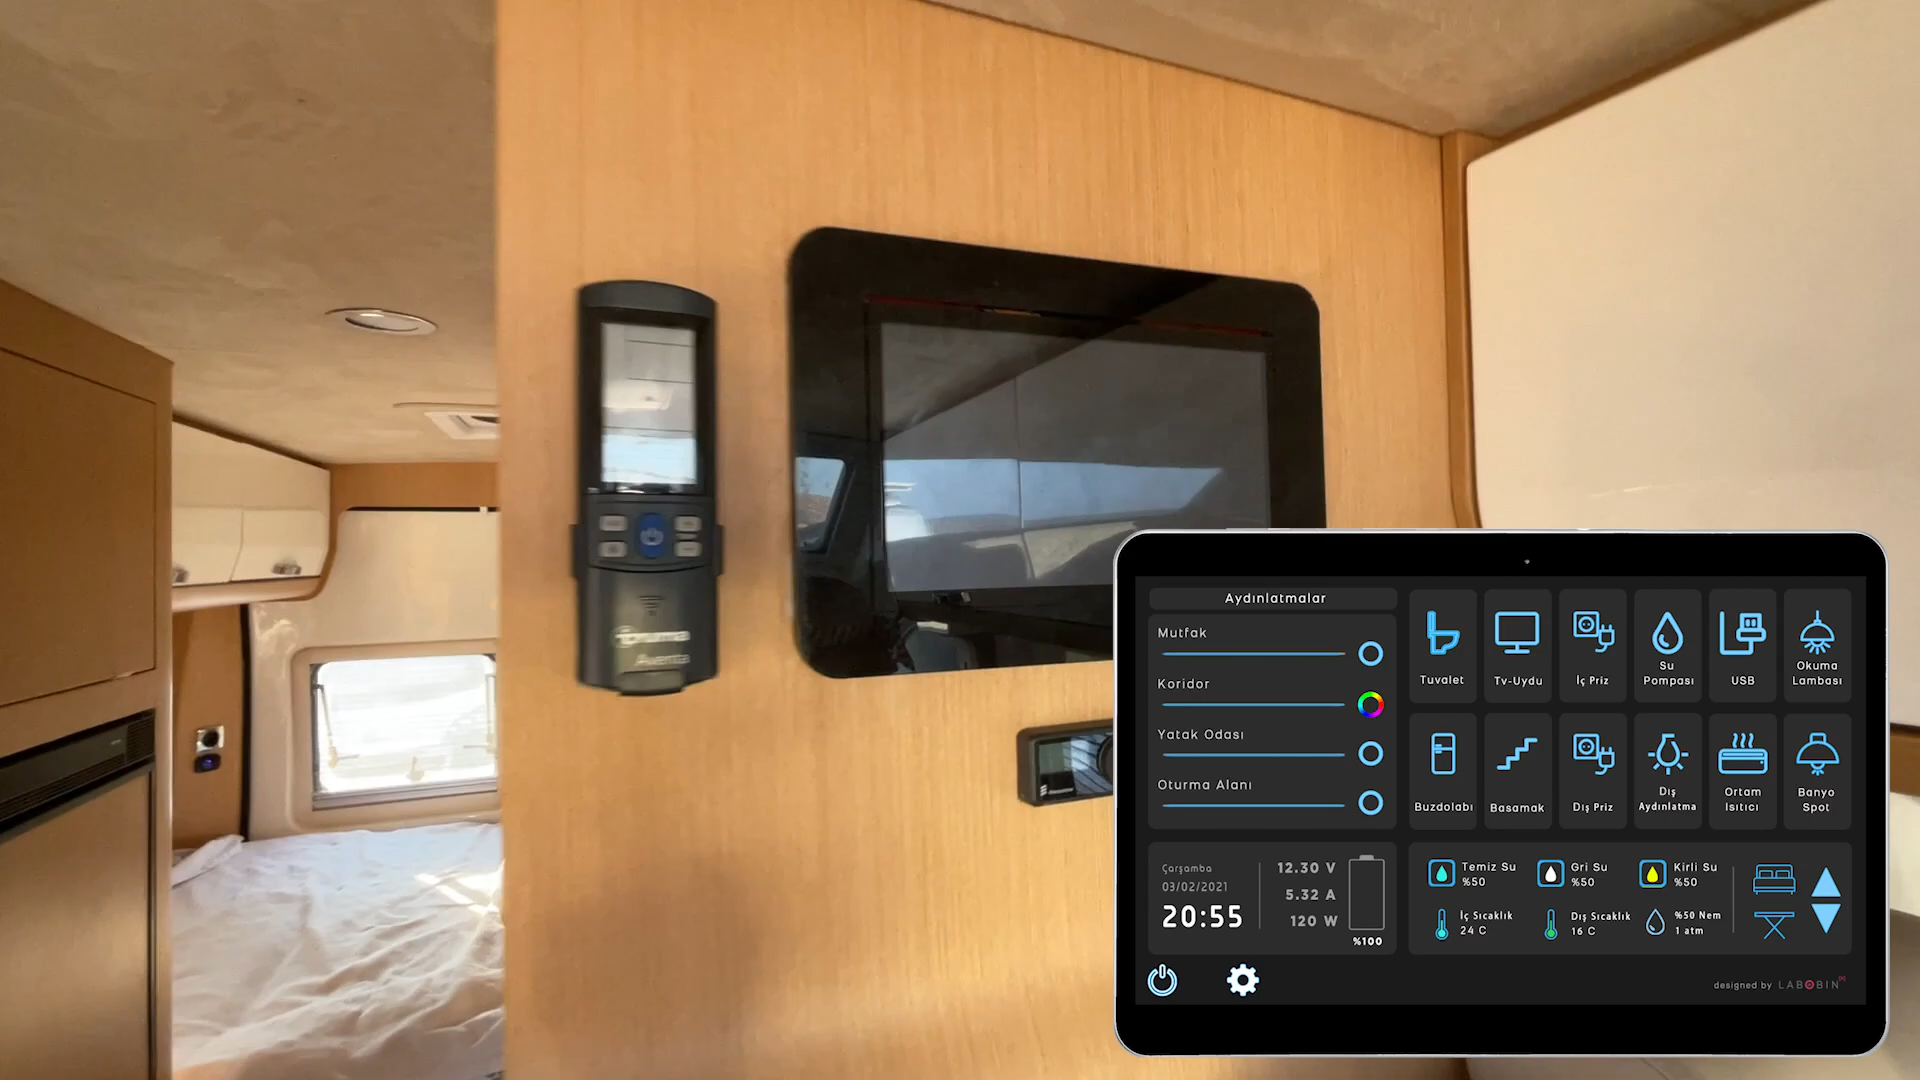 truma
Aventa
Aydınlatmalar
Mutfak
Koridor
Yatak Odası
Oturma Alanı
Tuvalet
Tv-Uydu
İç Priz
Su
Pompası
USB
Okuma
Lambası
Buzdolabı
Basamak
Dış Priz
Dış
Aydınlatma
Ortam
Isıtıcı
Banyo
Spot
Çarşamba
03/02/2021
20:55
12.30 V
5.32 A
120 W
%100
Temiz Su
%50
Gri Su
%50
Kirli Su
%50
İç Sıcaklık
24 C
Dış Sıcaklık
16 C
%50 Nem
1 atm
designed by LABOBIN